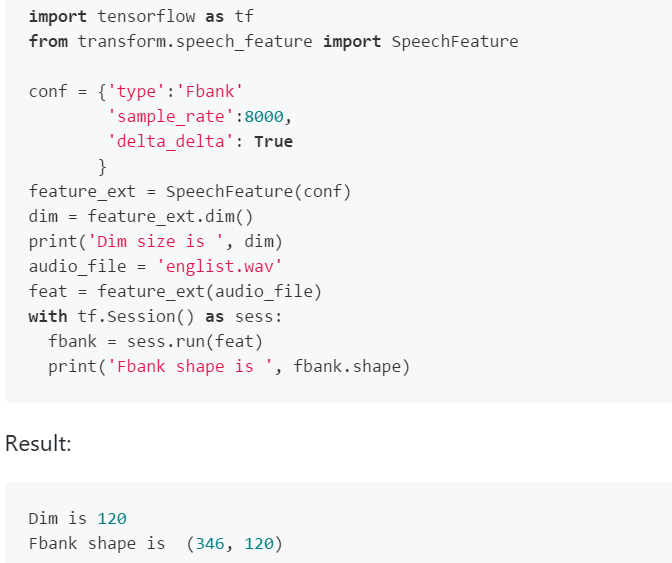 import tensorflow as tf
from transform.speech_feature import SpeechFeature
conf = {'type':'Fbank'
        'sample_rate':8000,
        'delta_delta': True
       }
feature_ext = SpeechFeature(conf)
dim = feature_ext.dim()
print('Dim size is ', dim)
audio_file = 'englist.wav'
feat = feature_ext(audio_file)
with tf.Session() as sess:
  fbank = sess.run(feat)
  print('Fbank shape is ', fbank.shape)
Result:
Dim is 120
Fbank shape is  (346, 120)